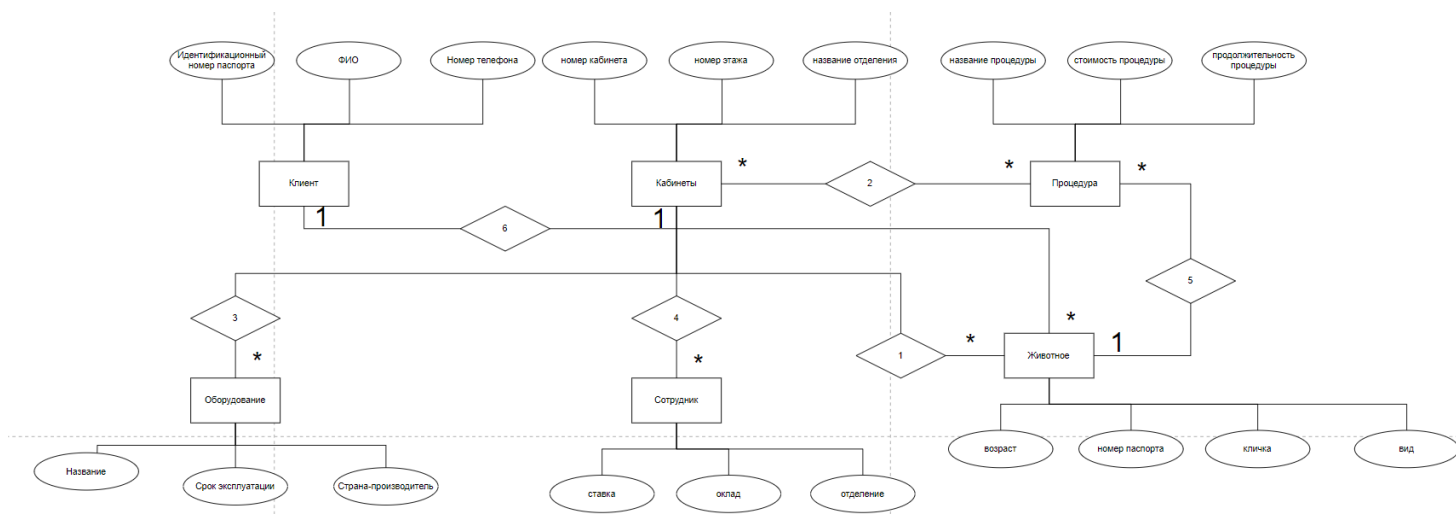 Идентификационный
номер паспорта
ФИО
Номер телефона
номер кабинета
номер этажа
название отделения
название процедуры
стоимость процедуры
продолжительность
процедуры
Клиент
Кабинеты
*
2
*
Процедура
*
1
6
1
3
4
5
*
*
1
*
*
Животное
1
Оборудование
Сотрудник
возраст
номер паспорта
кличка
вид
Название
Срок эксплуатации
Страна-производитель
ставка
оклад
отделение